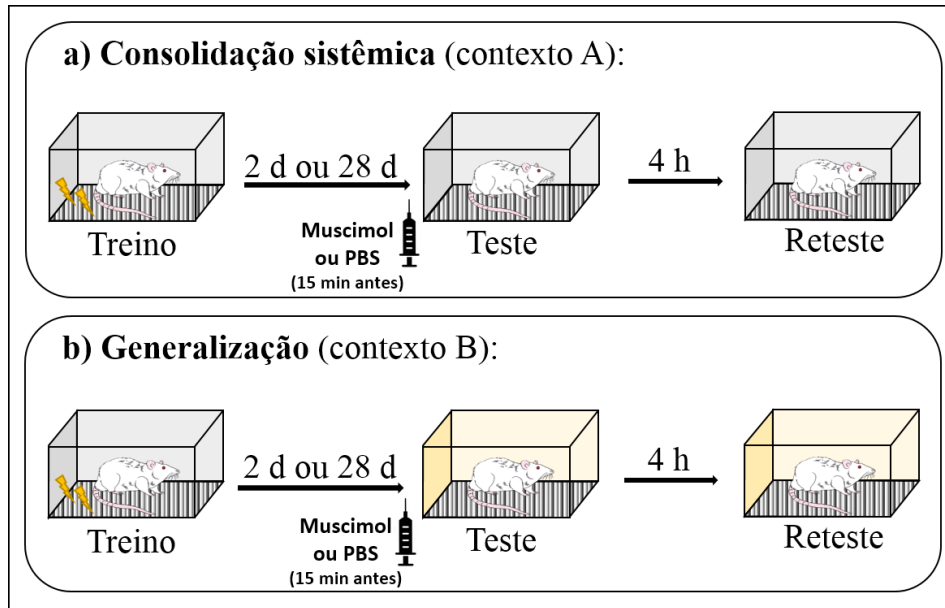 a) Consolidação sistêmica (contexto A):
2 d ou 28 d
4 h
Muscimol
ou PBS
(15 min antes)
Treino
Teste
Reteste
b) Generalização (contexto B):
2 d ou 28 d
4 h
Muscimol
ou PBS
(15 min antes)
Treino
Teste
Reteste